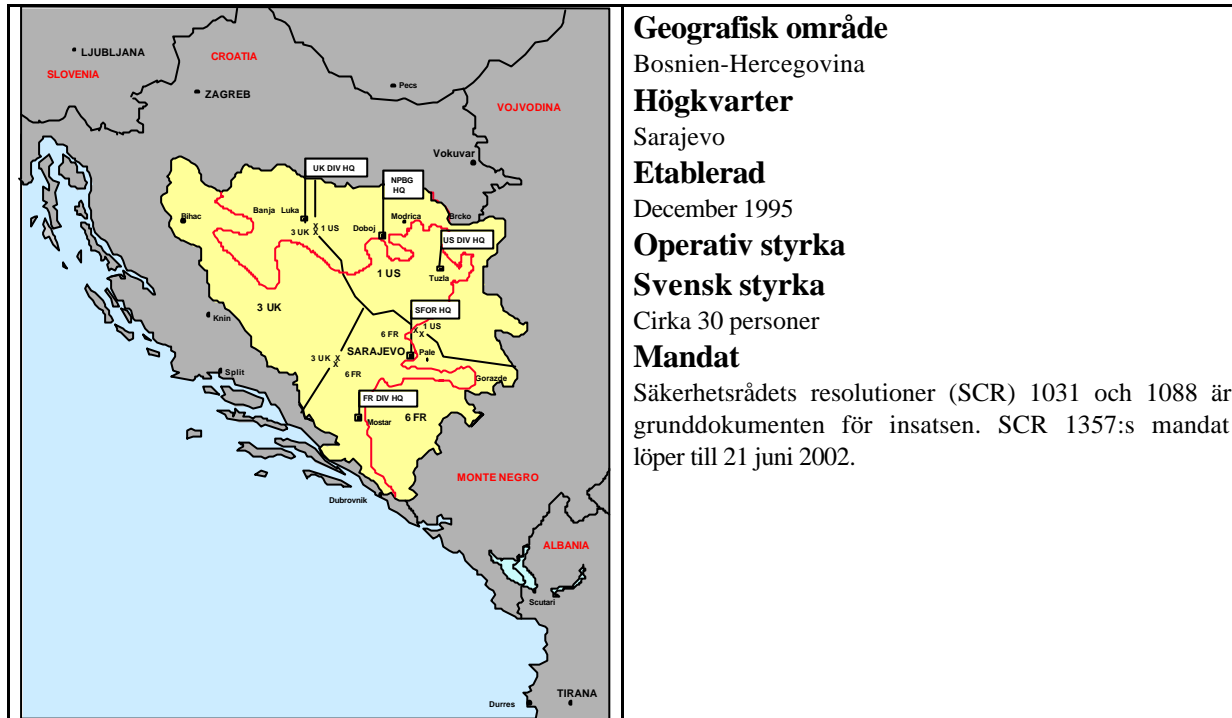 LJUBLJANA
CROATIA
SLOVENIA
ZAGREB
Pecs
VOJVODINA
Vokuvar
UK DIV HQ
NPBG
HQ
Bihac
Banja Luka
3 UK
X
X
1 US
Modrica
Brcko
Doboj
US DIV HQ
1 US
Tuzla
3 UK
SFOR HQ
Knin
6 FR
X
X
1 US
SARAJEVO
Pale
3 UK
X
X
6 FR
Split
Gorazde
FR DIV HQ
Mostar
6 FR
MONTE NEGRO
Dubrovnik
ALBANIA
Scutari
TIRANA
Durres
Geografisk område
Bosnien-Hercegovina
Högkvarter
Sarajevo
Etablerad
December 1995
Operativ styrka
Svensk styrka
Cirka 30 personer
Mandat
Säkerhetsrådets resolutioner (SCR) 1031 och 1088 är
grunddokumenten för insatsen. SCR 1357:s mandat
löper till 21 juni 2002.